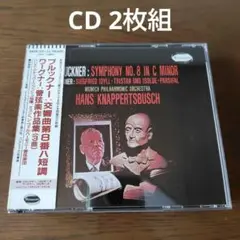 CD 2枚組
BRUCKNER: SYMPHONY NO. 8 IN C MINOR
WAGNER: SIEGFRIED IDYLL・TRISTAN UND ISOLDE・PARSIFAL
MUNICH PHILHARMONIC ORCHESTRA
HANS KNAPPERTSBUSCH
ブルックナー:交響曲第8番ハ短調
ワーグナー:管弦楽作品集(3曲)